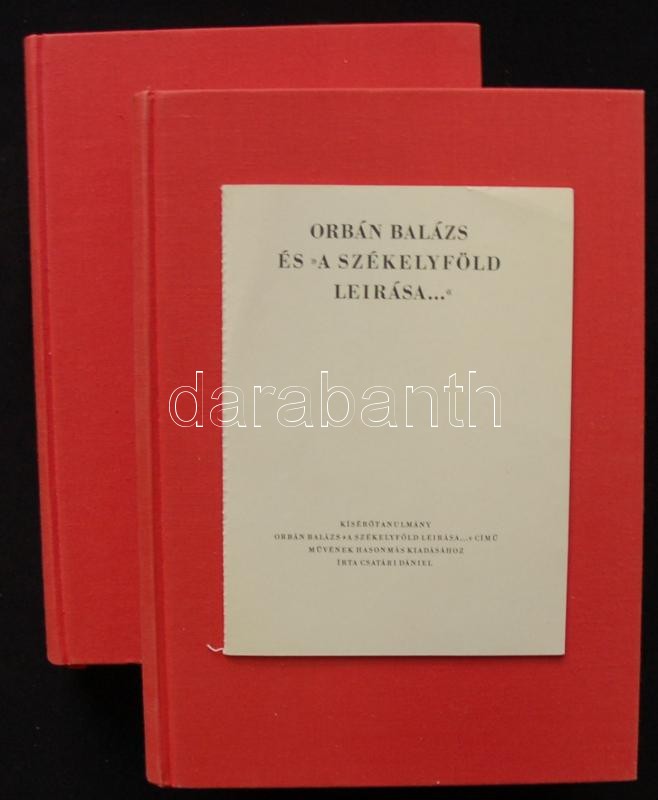 ORBÁN BALÁZS
ÉS »A SZÉKELYFÖLD
LEIRÁSA...«
darabanth
KÍSÉRŐTANULMÁNY
ORBÁN BALÁZS »A SZÉKELYFÖLD LEIRÁSA...« CÍMŰ
MŰVÉNEK HASONMÁS KIADÁSÁHOZ
ÍRTA CSATÁRI DÁNIEL